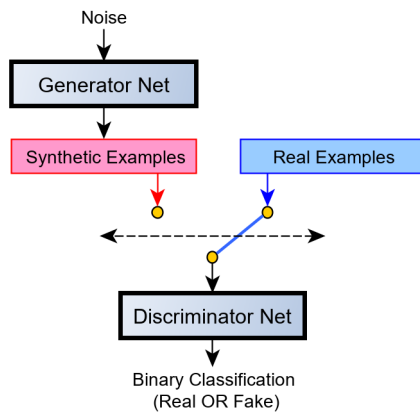 Noise
Generator Net
Synthetic Examples
Real Examples
Discriminator Net
Binary Classification
(Real OR Fake)